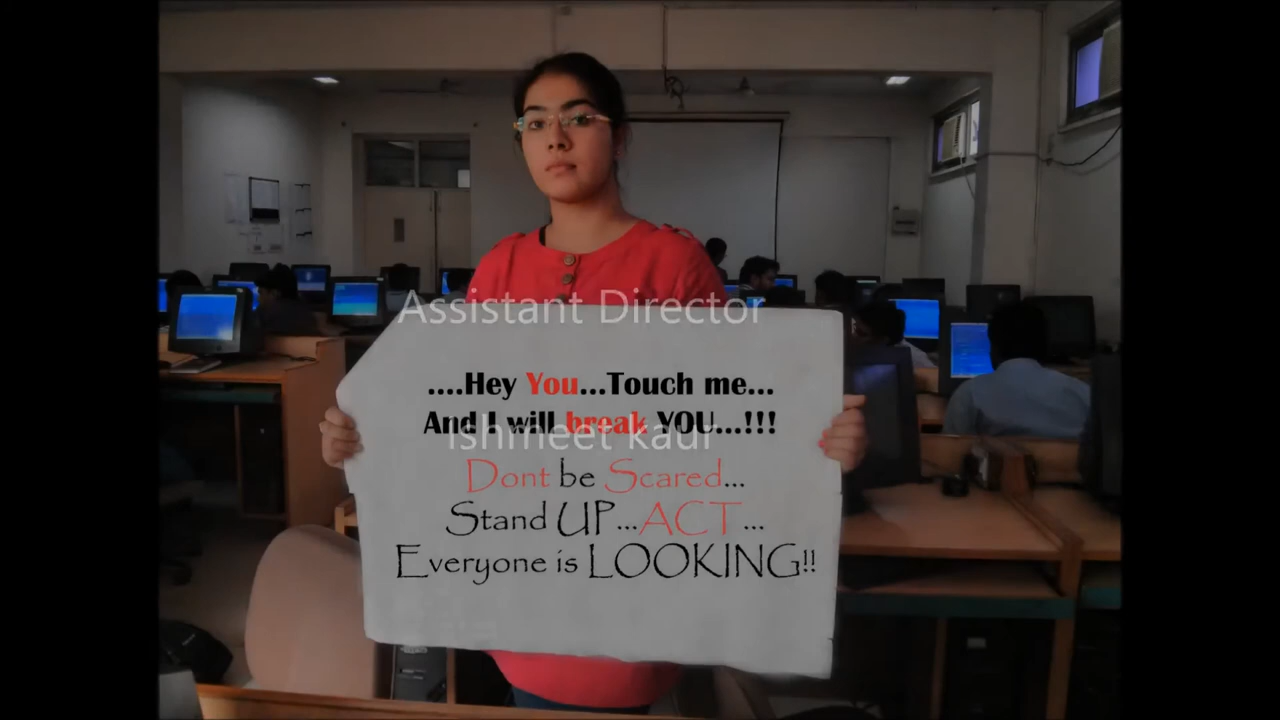 Assistant Director
....Hey You...Touch me...
And I will break YOU...!!!
Ishmeet kaur
Dont be Scared...
Stand UP...ACT...
Everyone is LOOKING!!